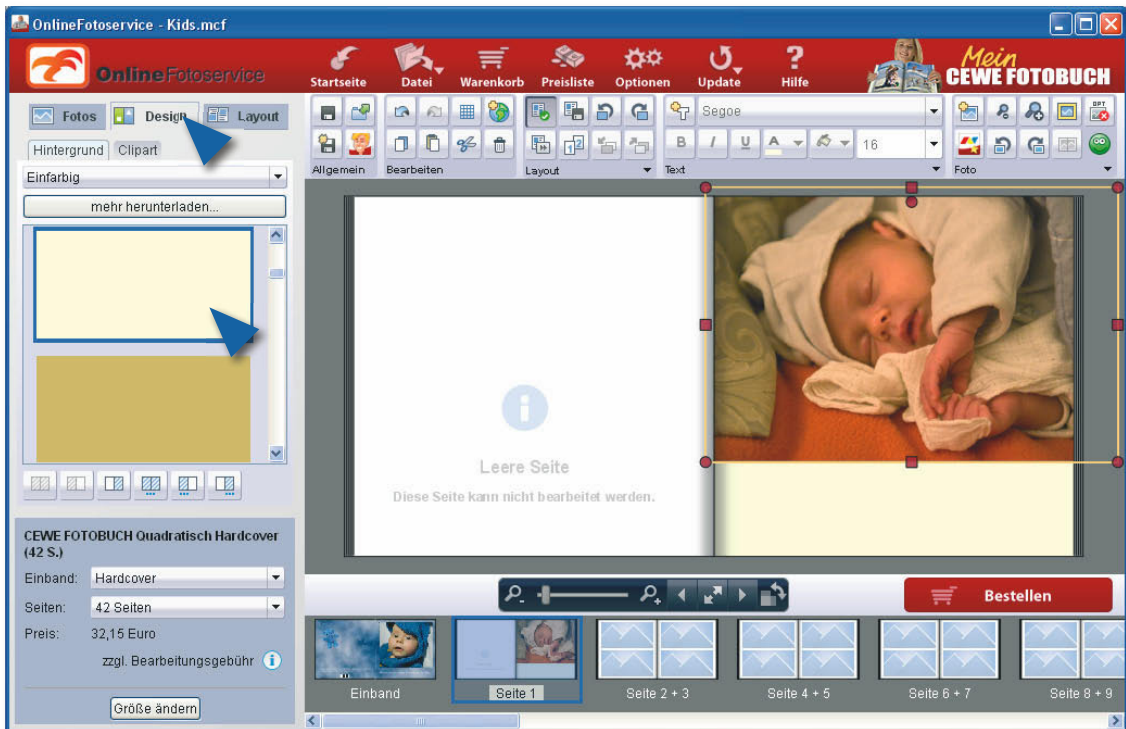 OnlineFotoservice - Kids.mcf
OnlineFotoservice
Startseite
Datei
Warenkorb
Preisliste
Optionen
Update
Hilfe
Mein
CEWE FOTOBUCH
Fotos
Design
Layout
Hintergrund
Clipart
Einfarbig
mehr herunterladen...
Segoe
OPT
B I U A
16
Allgemein
Bearbeiten
Layout
Text
Foto
Leere Seite
Diese Seite kann nicht bearbeitet werden.
CEWE FOTOBUCH Quadratisch Hardcover
(42 S.)
Einband: Hardcover
Seiten: 42 Seiten
Preis: 32,15 Euro
zzgl. Bearbeitungsgebühr
Größe ändern
Bestellen
Einband
Seite 1
Seite 2 + 3
Seite 4 + 5
Seite 6 + 7
Seite 8 + 9